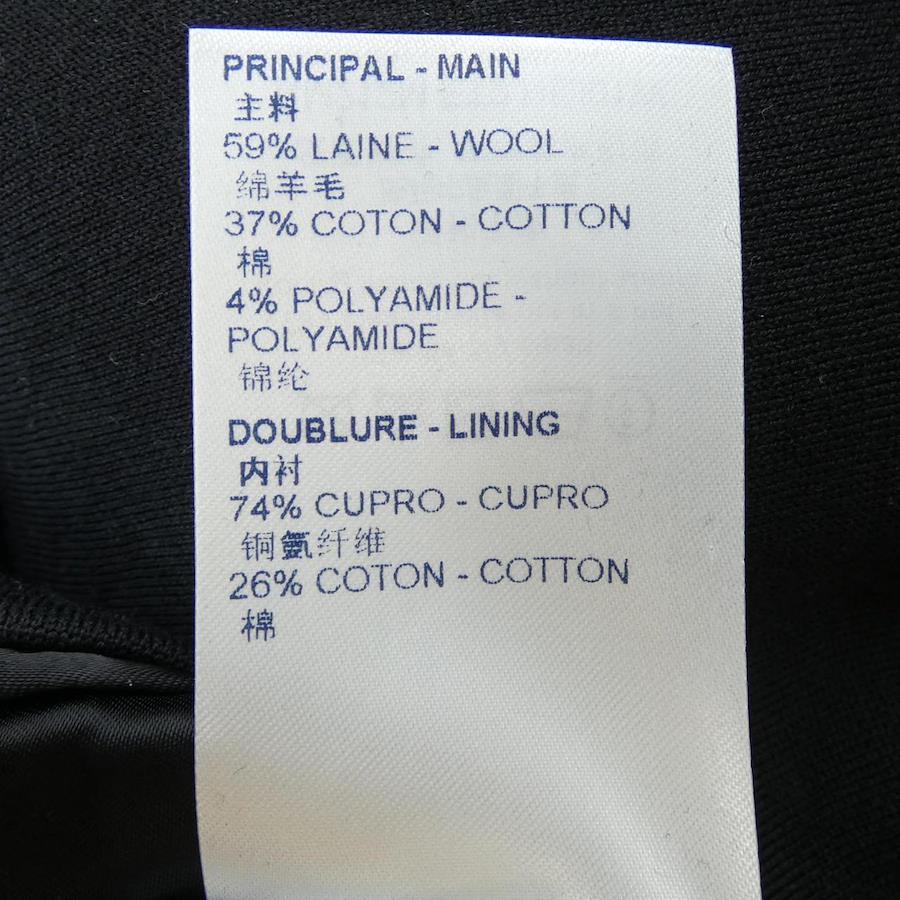 PRINCIPAL - MAIN
主料
59% LAINE - WOOL
绵羊毛
37% COTON - COTTON
棉
4% POLYAMIDE -
POLYAMIDE
锦纶
DOUBLURE - LINING
内衬
74% CUPRO - CUPRO
铜氨纤维
26% COTON - COTTON
棉